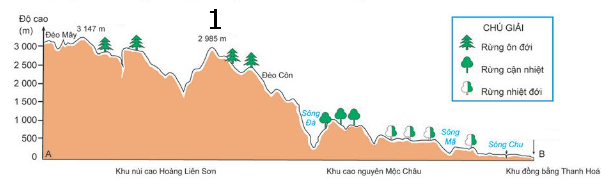 Độ cao
(m)
3 000
2 500
2 000
1 500
1 000
500
0
Đèo Mây
3 147 m
1
2 985 m
Đèo Côn
Sông
Đà
Sông
Mã
Sông Chu
A
B
Khu núi cao Hoàng Liên Sơn
Khu cao nguyên Mộc Châu
Khu đồng bằng Thanh Hoá
CHÚ GIẢI
Rừng ôn đới
Rừng cận nhiệt
Rừng nhiệt đới